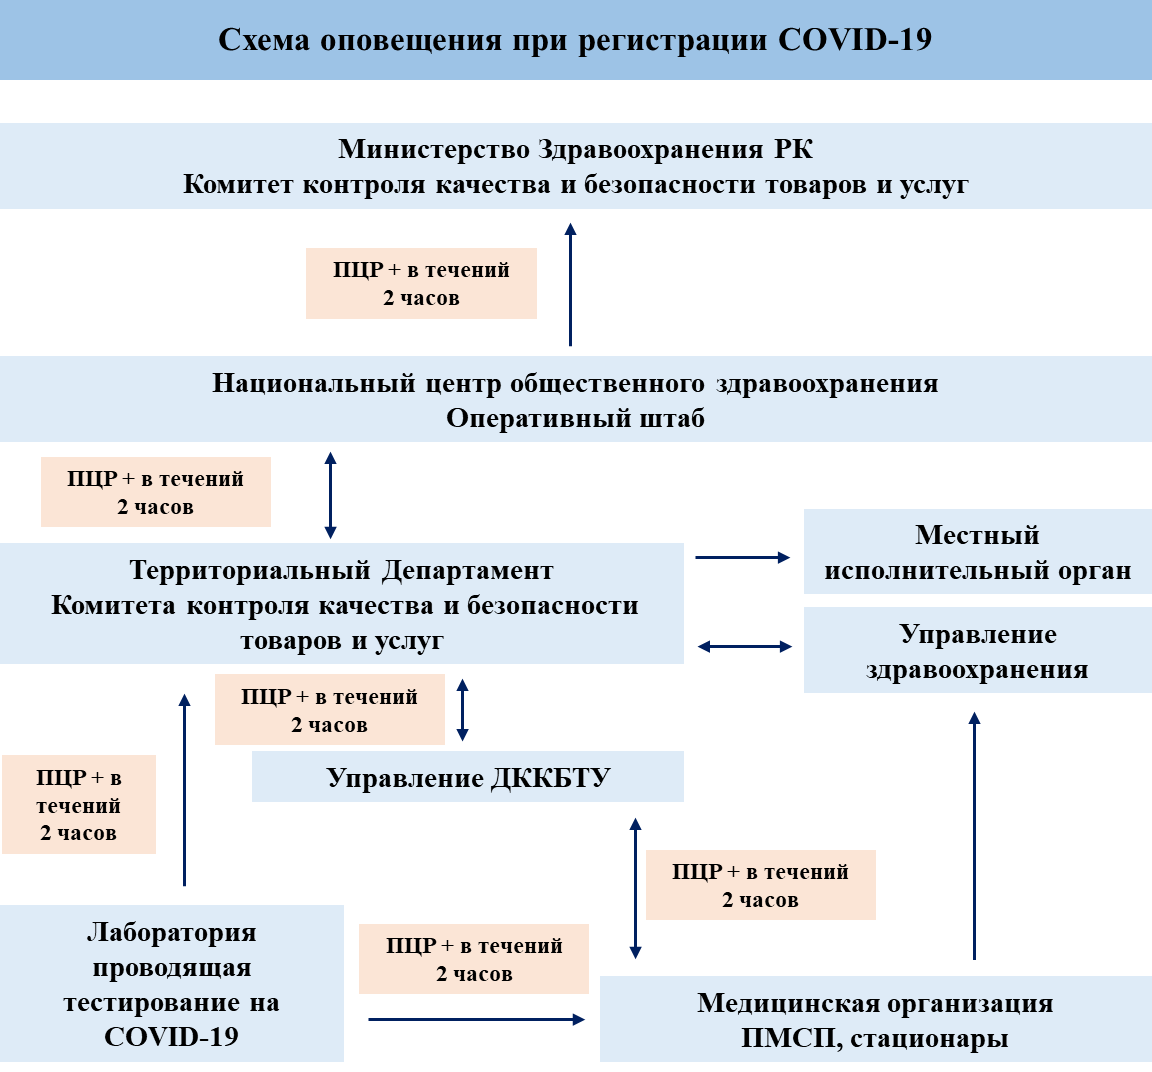 Схема оповещения при регистрации COVID-19
Министерство Здравоохранения РК
Комитет контроля качества и безопасности товаров и услуг
ПЦР + в течений
2 часов
Национальный центр общественного здравоохранения
Оперативный штаб
ПЦР + в течений
2 часов
Местный
исполнительный орган
Территориальный Департамент
Комитета контроля качества и безопасности
товаров и услуг
Управление
здравоохранения
ПЦР + в течений
2 часов
Управление ДККБТУ
ПЦР + в
течений
2 часов
ПЦР + в течений
2 часов
Лаборатория
проводящая
тестирование на
COVID-19
ПЦР + в течений
2 часов
Медицинская организация
ПМСП, стационары